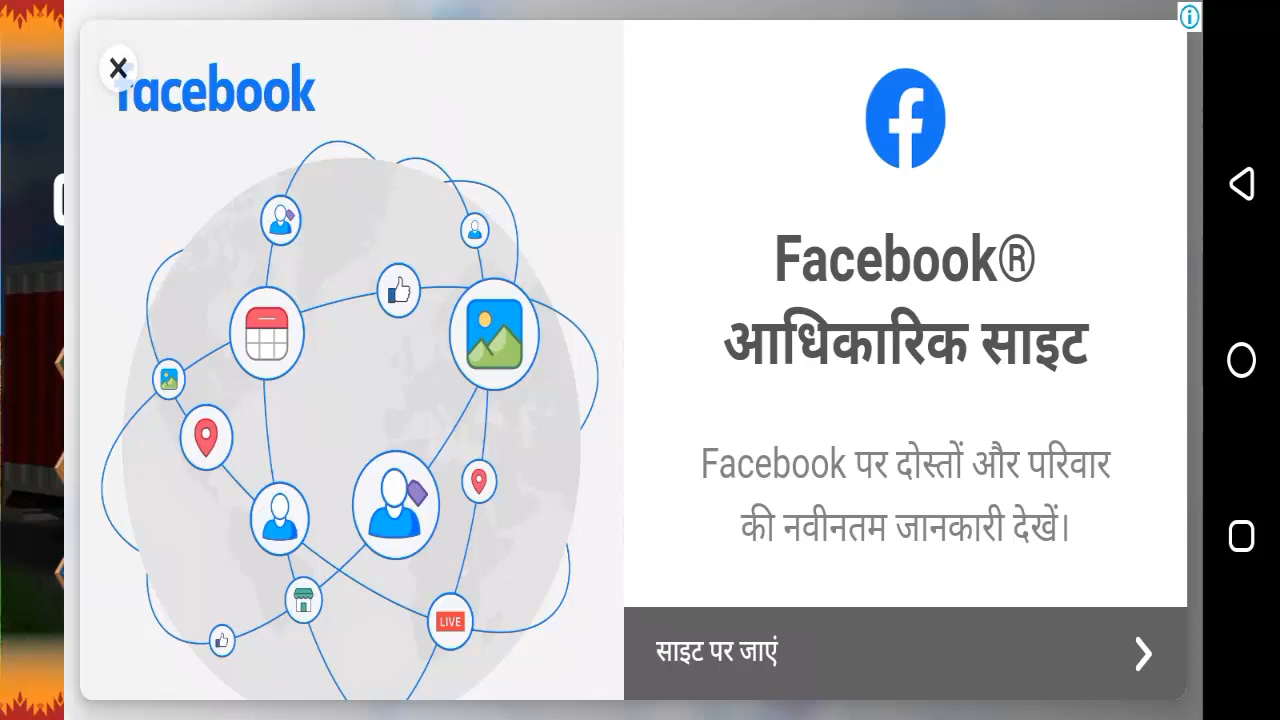 facebook
Facebook®
आधिकारिक साइट
Facebook पर दोस्तों और परिवार
की नवीनतम जानकारी देखें।
LIVE
साइट पर जाएं